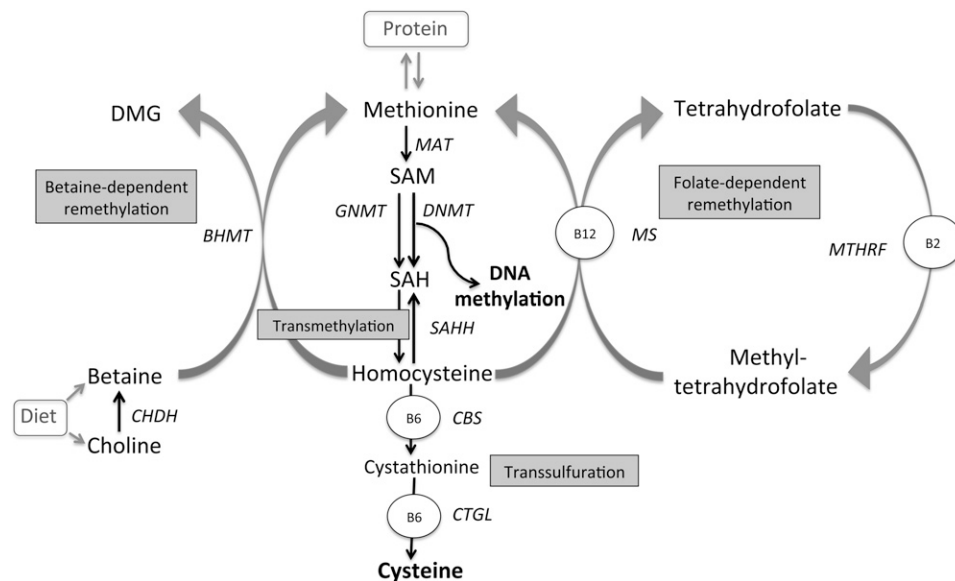 Protein
DMG
Methionine
Tetrahydrofolate
MAT
Betaine-dependent
remethylation
SAM
Folate-dependent
remethylation
GNMT
DNMT
BHMT
B12
MS
MTHRF
B2
SAH
DNA
methylation
Transmethylation
SAHH
Betaine
Homocysteine
Methyl-
tetrahydrofolate
Diet
CHDH
B6
CBS
Choline
Cystathionine
Transsulfuration
B6
CTGL
Cysteine